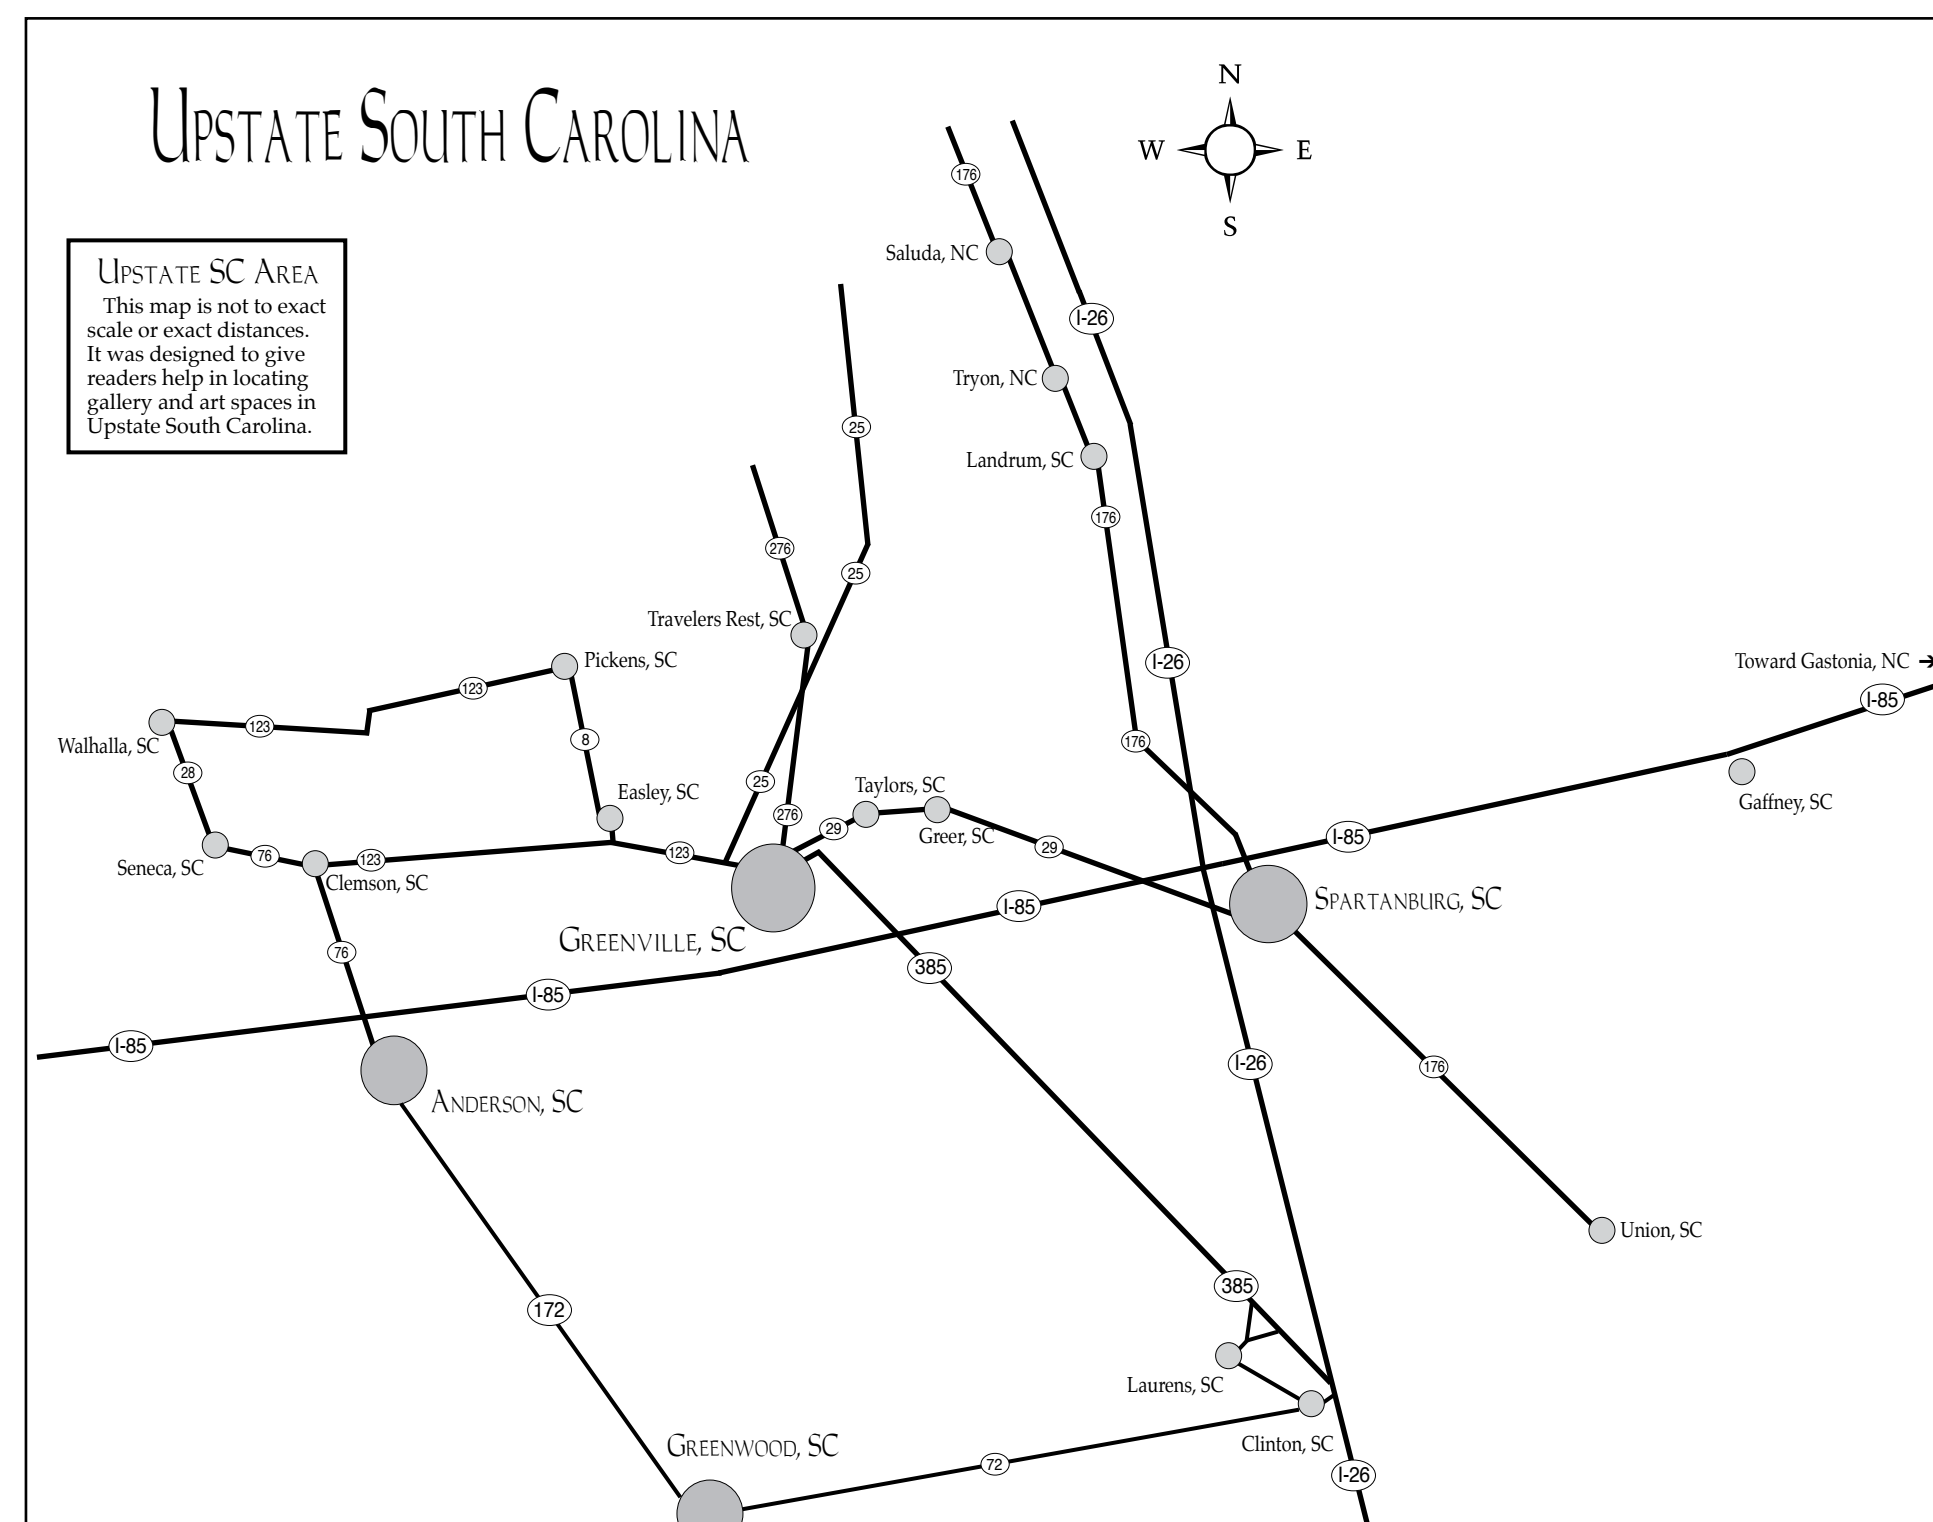 Upstate South Carolina
N
W
E
S
Upstate SC Area
This map is not to exact
scale or exact distances.
It was designed to give
readers help in locating
gallery and art spaces in
Upstate South Carolina.
176
Saluda, NC
I-26
Tryon, NC
25
Landrum, SC
176
276
25
Travelers Rest, SC
Pickens, SC
I-26
Toward Gastonia, NC ➔
123
I-85
123
Walhalla, SC
8
176
28
25
Gaffney, SC
Easley, SC
Taylors, SC
276
29
Greer, SC
I-85
29
Seneca, SC
76
123
123
Clemson, SC
Spartanburg, SC
I-85
Greenville, SC
76
385
I-85
I-85
I-26
176
Anderson, SC
Union, SC
385
172
Laurens, SC
Greenwood, SC
Clinton, SC
72
I-26